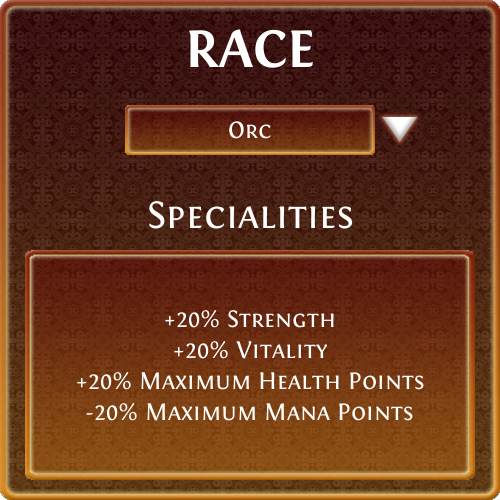 RACE
Orc
Specialities
+20% Strength
+20% Vitality
+20% Maximum Health Points
-20% Maximum Mana Points